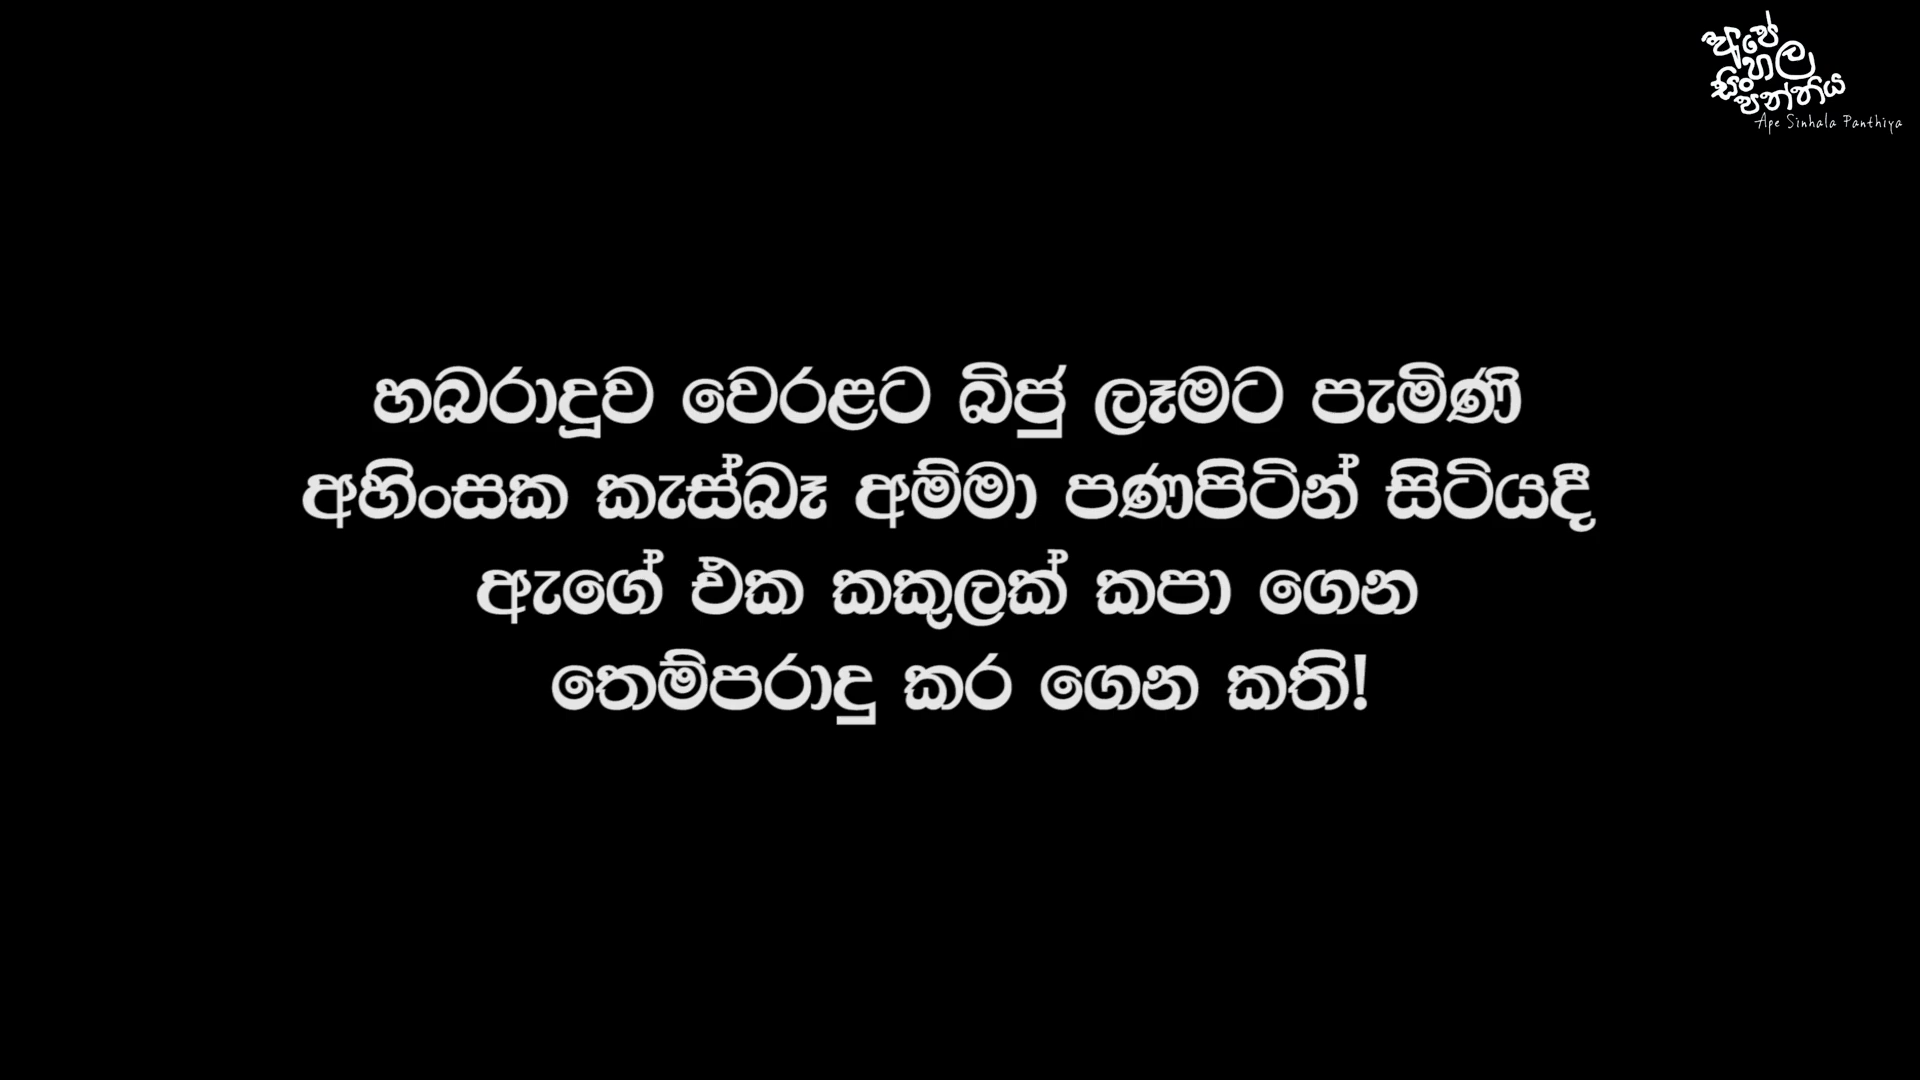 අපේ
සිංහල
පන්තිය
Ape Sinhala Panthiya
හබරාදූව වෙරළට බිජු ලෑමට පැමිණි
අහිංසක කැස්බෑ අම්මා පණපිටින් සිටියදී
ඇගේ එක කකුලක් කපා ගෙන
තෙම්පරාදු කර ගෙන කති!